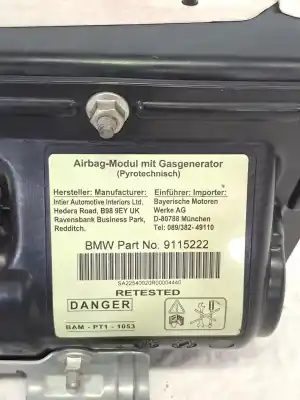 Airbag-Modul mit Gasgenerator
(Pyrotechnisch)
Hersteller: Manufacturer:
Intier Automotive Interiors Ltd,
Hedera Road, B98 9EY UK
Ravensbank Business Park,
Redditch.
Einführer: Importer:
Bayerische Motoren
Werke AG
D-80788 München
Tel: 089/382- 49110
BMW Part No. 9115222
SA22540020R00004440
RETESTED
DANGER
BAM - PT1 - 1053